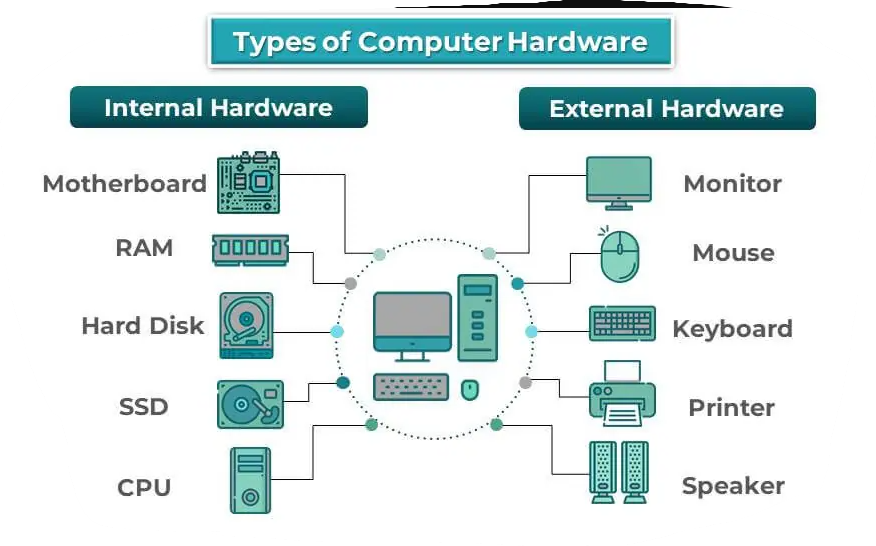 Types of Computer Hardware
Internal Hardware
External Hardware
Motherboard
Monitor
RAM
Mouse
Hard Disk
Keyboard
SSD
Printer
CPU
Speaker